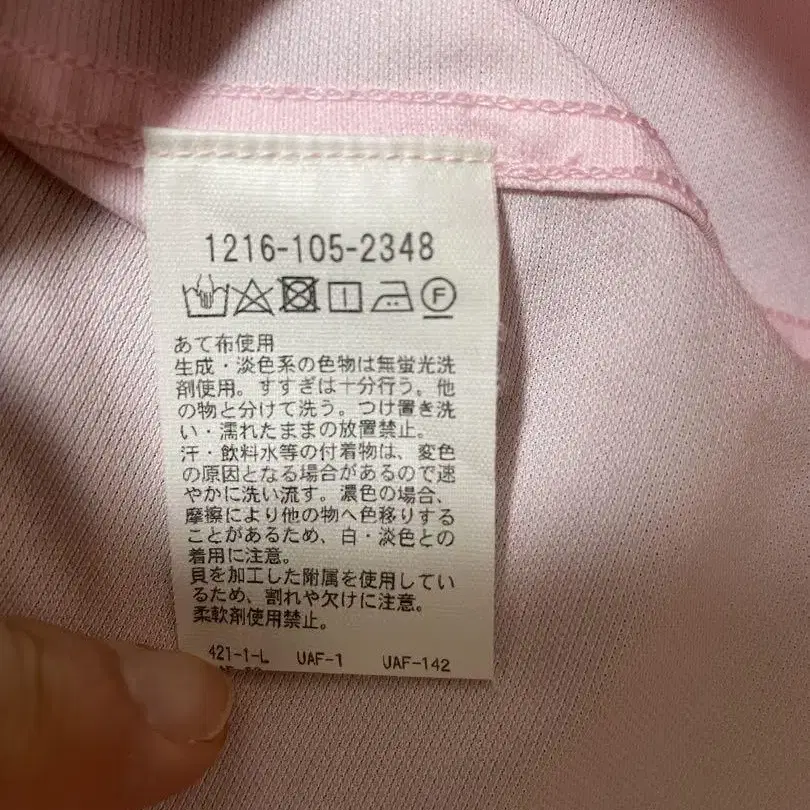 1216-105-2348
F
あて布使用
生成・淡色系の色物は無蛍光洗
剤使用。すすぎは十分行う。他
の物と分けて洗う。つけ置き洗
い・濡れたままの放置禁止。
汗・飲料水等の付着物は、変色
の原因となる場合があるので速
やかに洗い流す。濃色の場合、
摩擦により他の物へ色移りする
ことがあるため、白・淡色との
着用に注意。
貝を加工した附属を使用してい
るため、割れや欠けに注意。
柔軟剤使用禁止。
421-1-L UAF-1 UAF-142